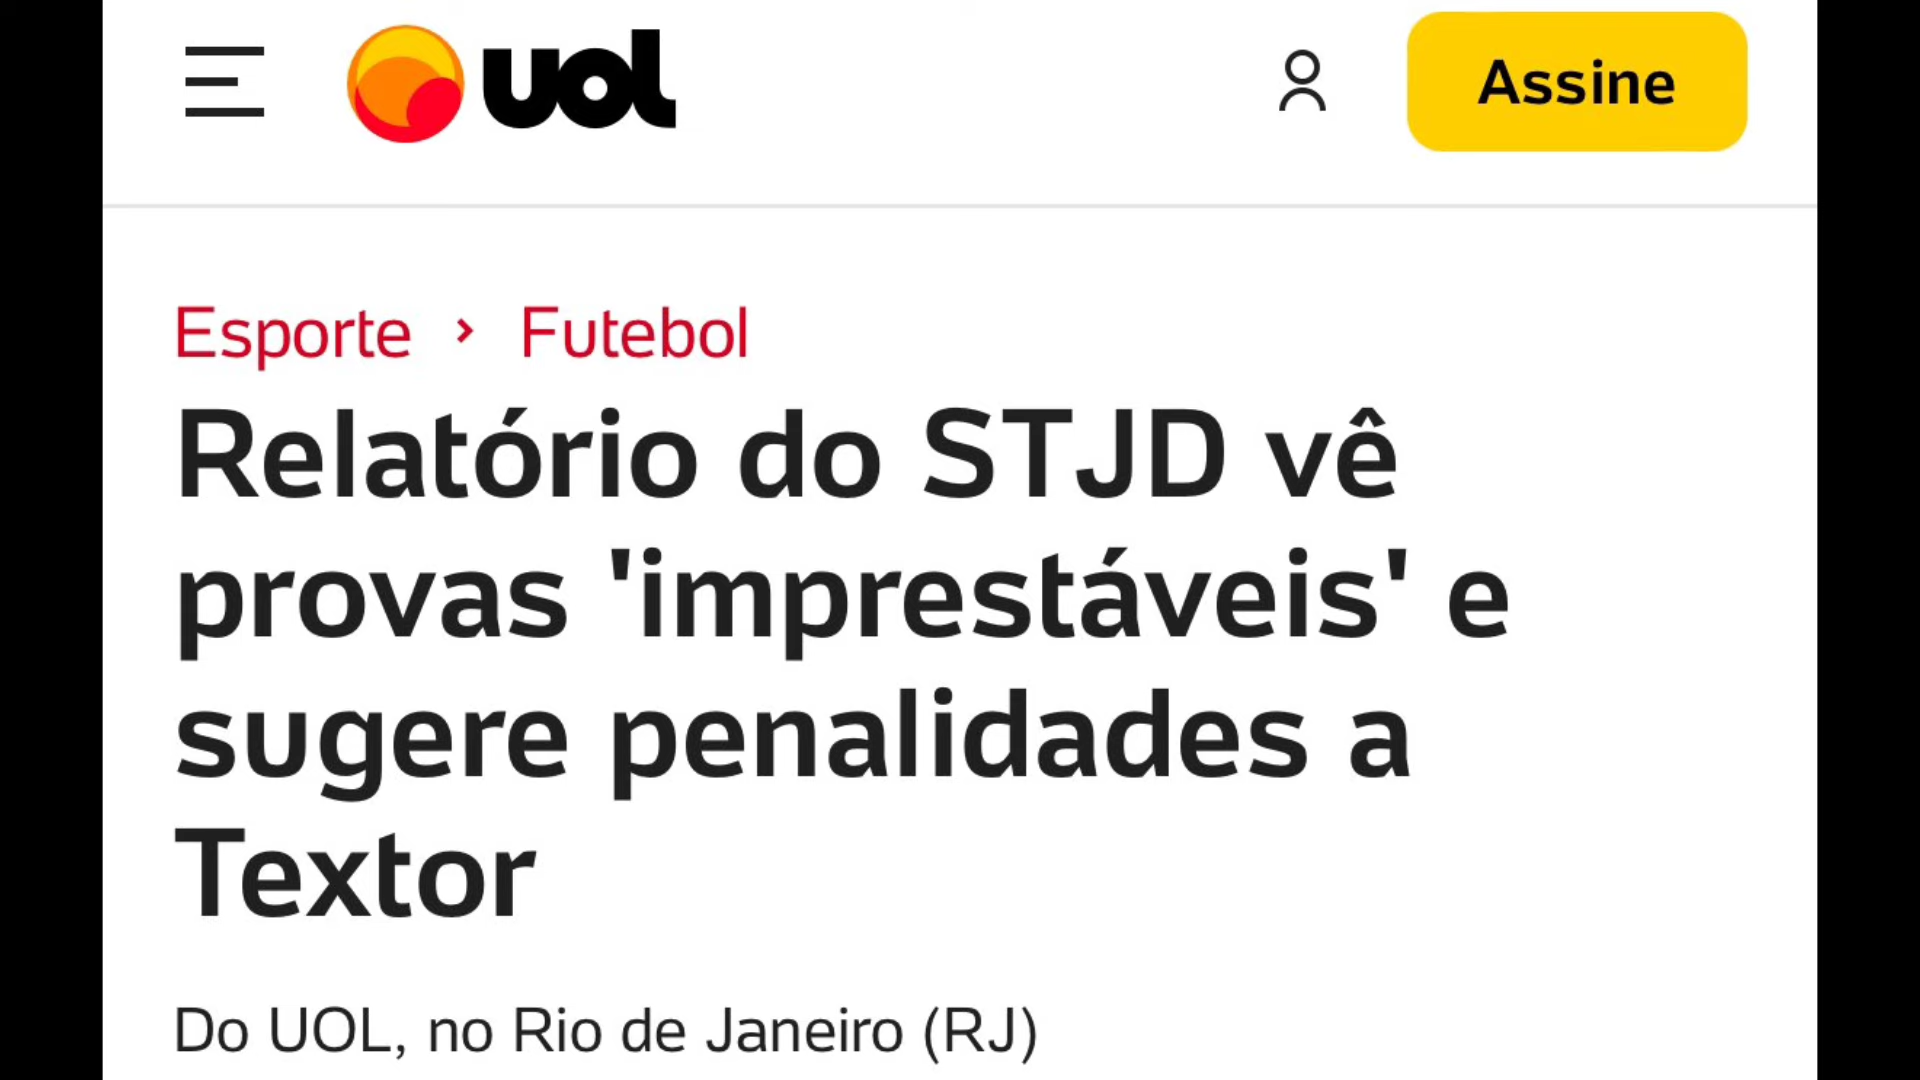 uol
Assine
Esporte › Futebol
Relatório do STJD vê
provas 'imprestáveis' e
sugere penalidades a
Textor
Do UOL, no Rio de Janeiro (RJ)